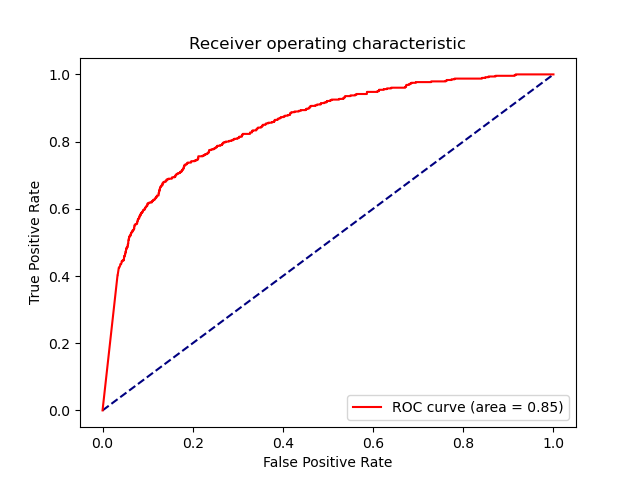 Receiver operating characteristic
1.0
0.8
0.6
0.4
0.2
0.0
True Positive Rate
ROC curve (area = 0.85)
0.0 0.2 0.4 0.6 0.8 1.0
False Positive Rate